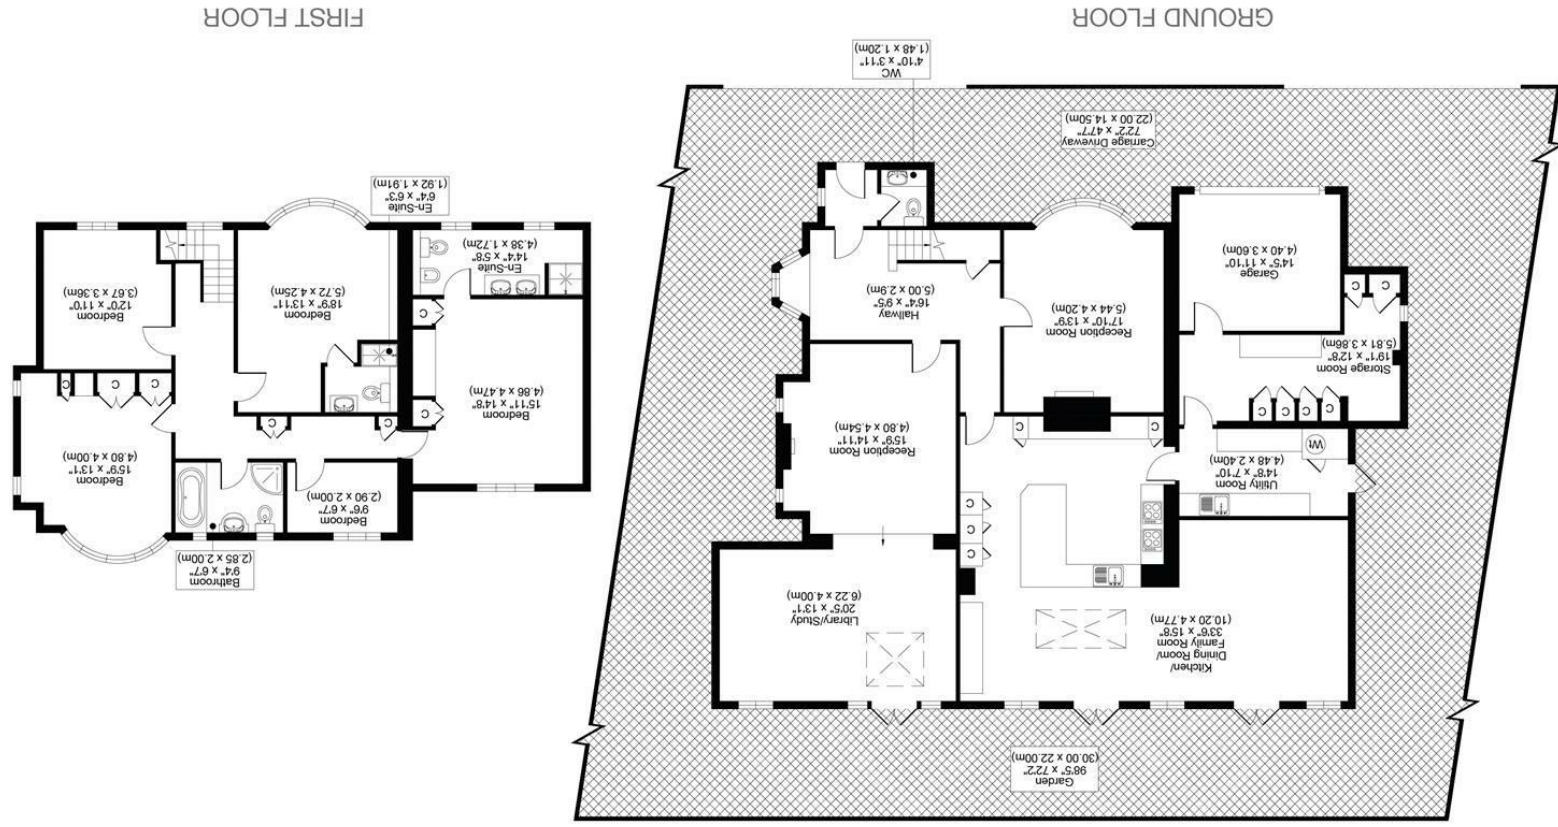 Garden
98'5" x 72'2"
(30.00 x 22.00m)
Kitchen/
Dining Room/
Family Room
33'6" x 15'8"
(10.20 x 4.77m)
Library/Study
20'5" x 13'1"
(6.22 x 4.00m)
C
C
C
Utility Room
14'8" x 7'10"
(4.48 x 2.40m)
Wt
C
C
Reception Room
15'9" x 14'11"
(4.80 x 4.54m)
C
C
C
C
Storage Room
19'1" x 12'8"
(5.81 x 3.86m)
C
C
Reception Room
17'10" x 13'9"
(5.44 x 4.20m)
Hallway
16'4" x 9'5"
(5.00 x 2.9m)
Garage
14'5" x 11'10"
(4.40 x 3.60m)
Carriage Driveway
72'2" x 47'7"
(22.00 x 14.50m)
WC
4'10" x 3'11"
(1.48 x 1.20m)
GROUND FLOOR
Bathroom
9'4" x 6'7"
(2.85 x 2.00m)
Bedroom
9'6" x 6'7"
(2.90 x 2.00m)
Bedroom
15'9" x 13'1"
(4.80 x 4.00m)
C
C
C
C
C
Bedroom
15'11" x 14'8"
(4.86 x 4.47m)
C
C
Bedroom
18'9" x 13'11"
(5.72 x 4.25m)
Bedroom
12'0" x 11'0"
(3.67 x 3.36m)
En-Suite
14'4" x 5'8"
(4.38 x 1.72m)
En-Suite
6'4" x 6'3"
(1.92 x 1.91m)
FIRST FLOOR